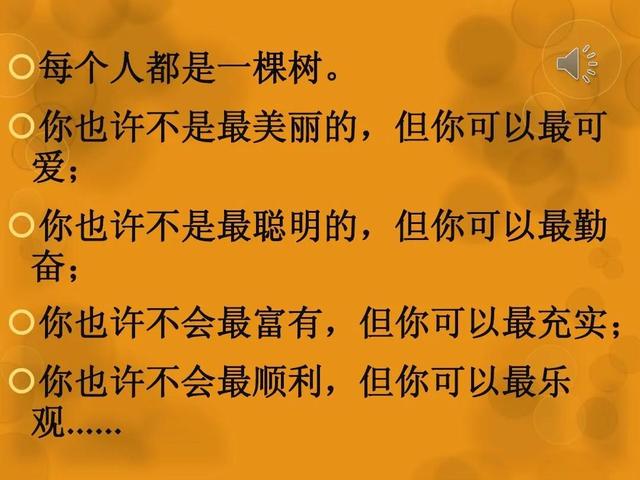 每个人都是一棵树。
你也许不是最美丽的，但你可以最可
爱；
你也许不是最聪明的，但你可以最勤
奋；
你也许不会最富有，但你可以最充实；
你也许不会最顺利，但你可以最乐
观......